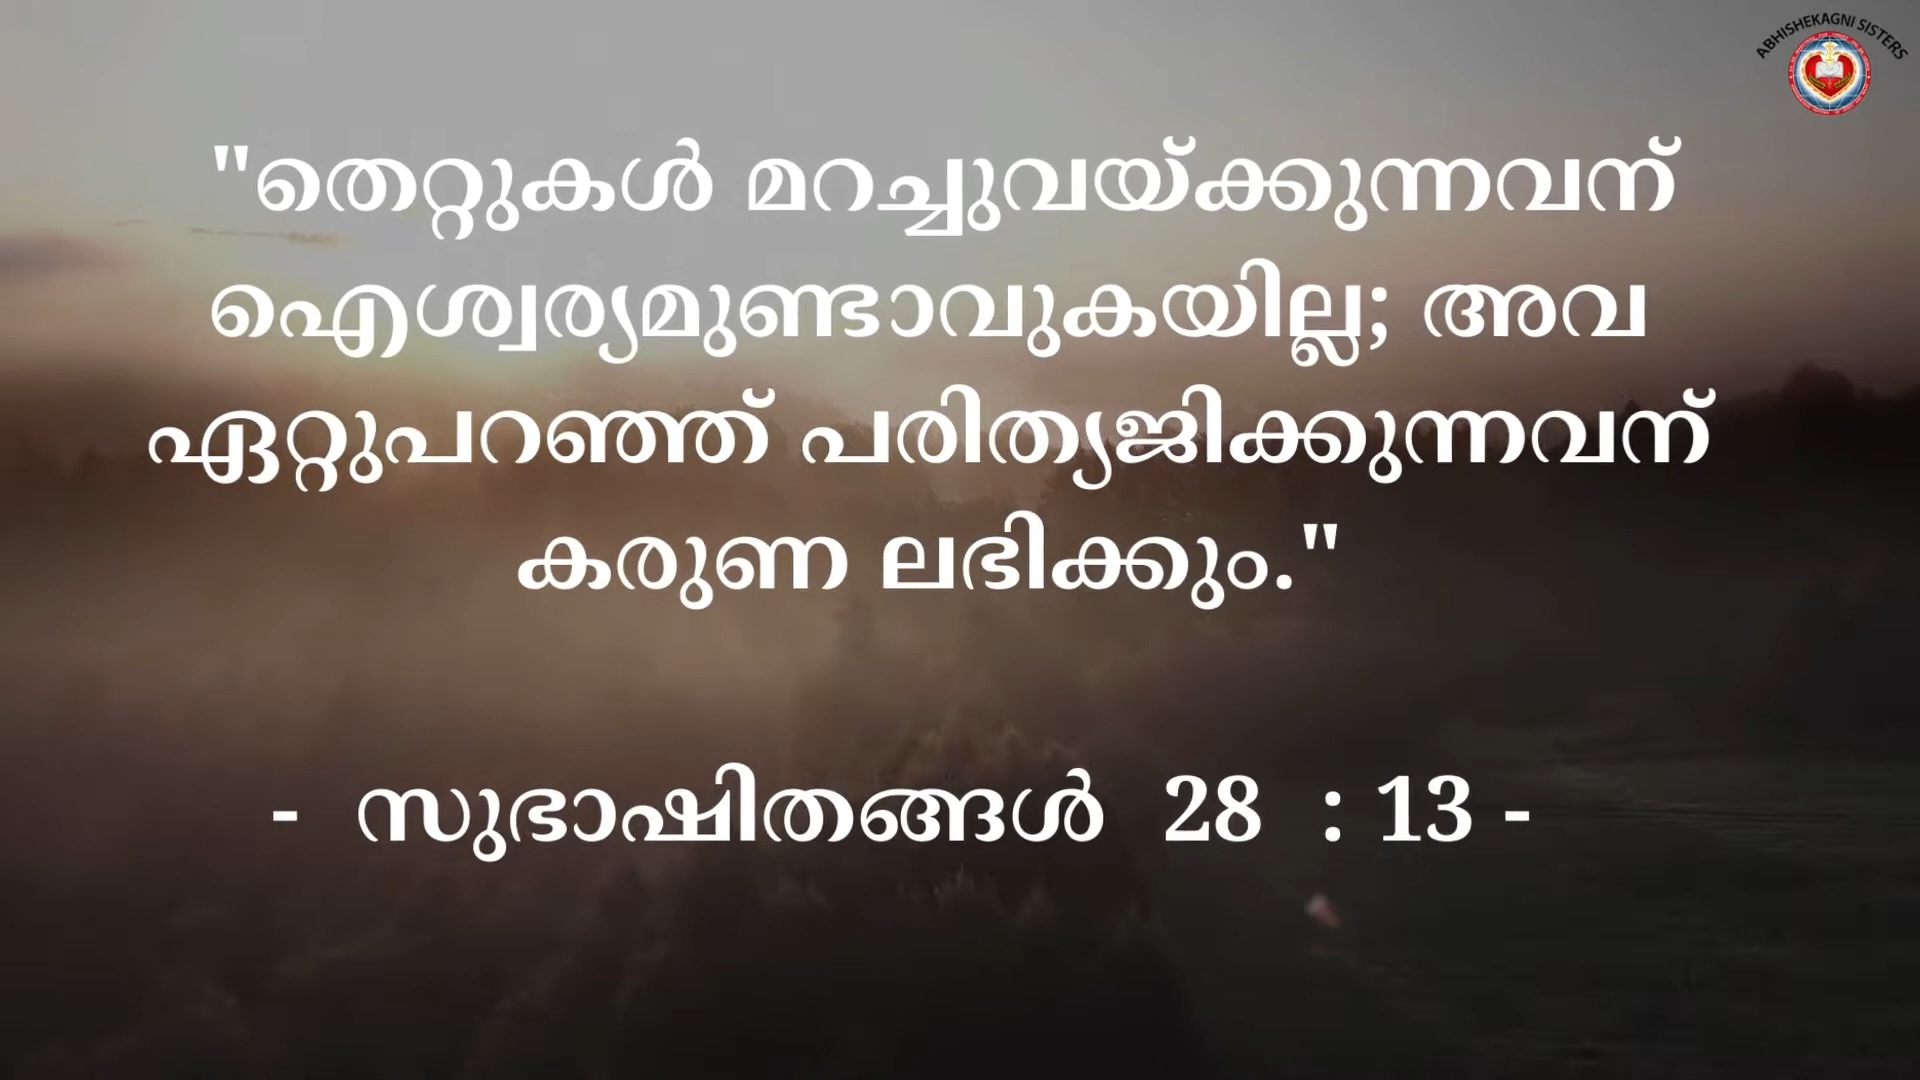 ABHISHEKAGNI SISTERS
"തെറ്റുകൾ മറച്ചുവയ്ക്കുന്നവന്
ഐശ്വര്യമുണ്ടാവുകയില്ല; അവ
ഏറ്റുപറഞ്ഞ് പരിത്യജിക്കുന്നവന്
കരുണ ലഭിക്കും."
- സുഭാഷിതങ്ങൾ 28 : 13 -